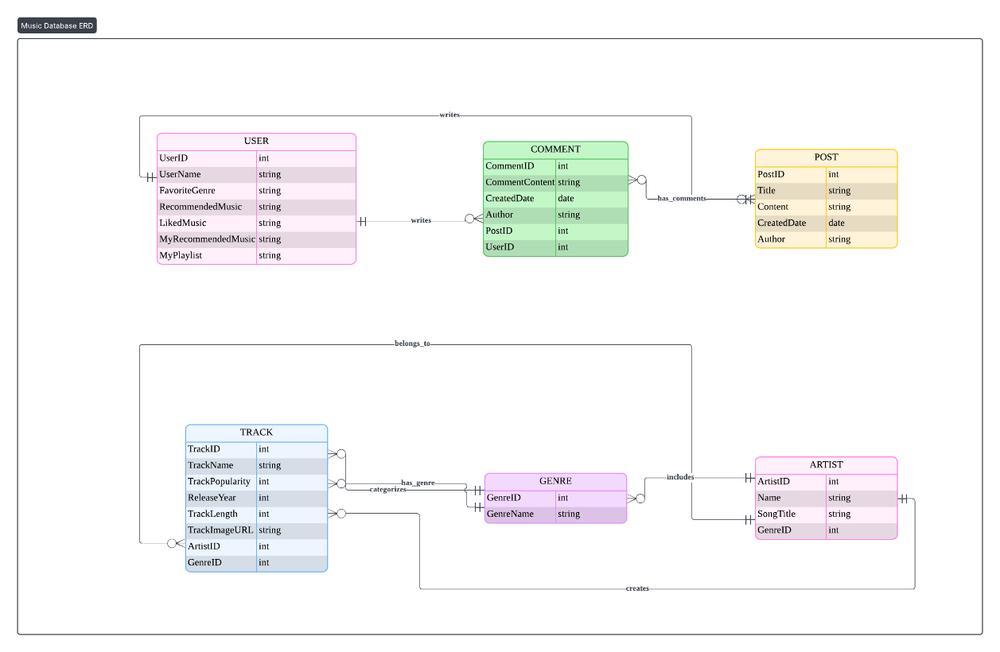 Music Database ERD
writes
USER
UserID int
UserName string
FavoriteGenre string
RecommendedMusic string
LikedMusic string
MyRecommendedMusic string
MyPlaylist string
writes
COMMENT
CommentID int
CommentContent string
CreatedDate date
Author string
PostID int
UserID int
has_comments
POST
PostID int
Title string
Content string
CreatedDate date
Author string
belongs_to
TRACK
TrackID int
TrackName string
TrackPopularity int
ReleaseYear int
TrackLength int
TrackImageURL string
ArtistID int
GenreID int
has_genre
categorizes
GENRE
GenreID int
GenreName string
includes
ARTIST
ArtistID int
Name string
SongTitle string
GenreID int
creates